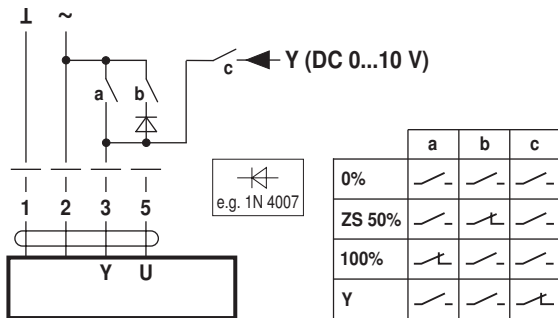 ⊥ ~
c Y (DC 0...10 V)
a b
e.g. 1N 4007
1 2 3 5
Y U
a b c
0%
ZS 50%
100%
Y